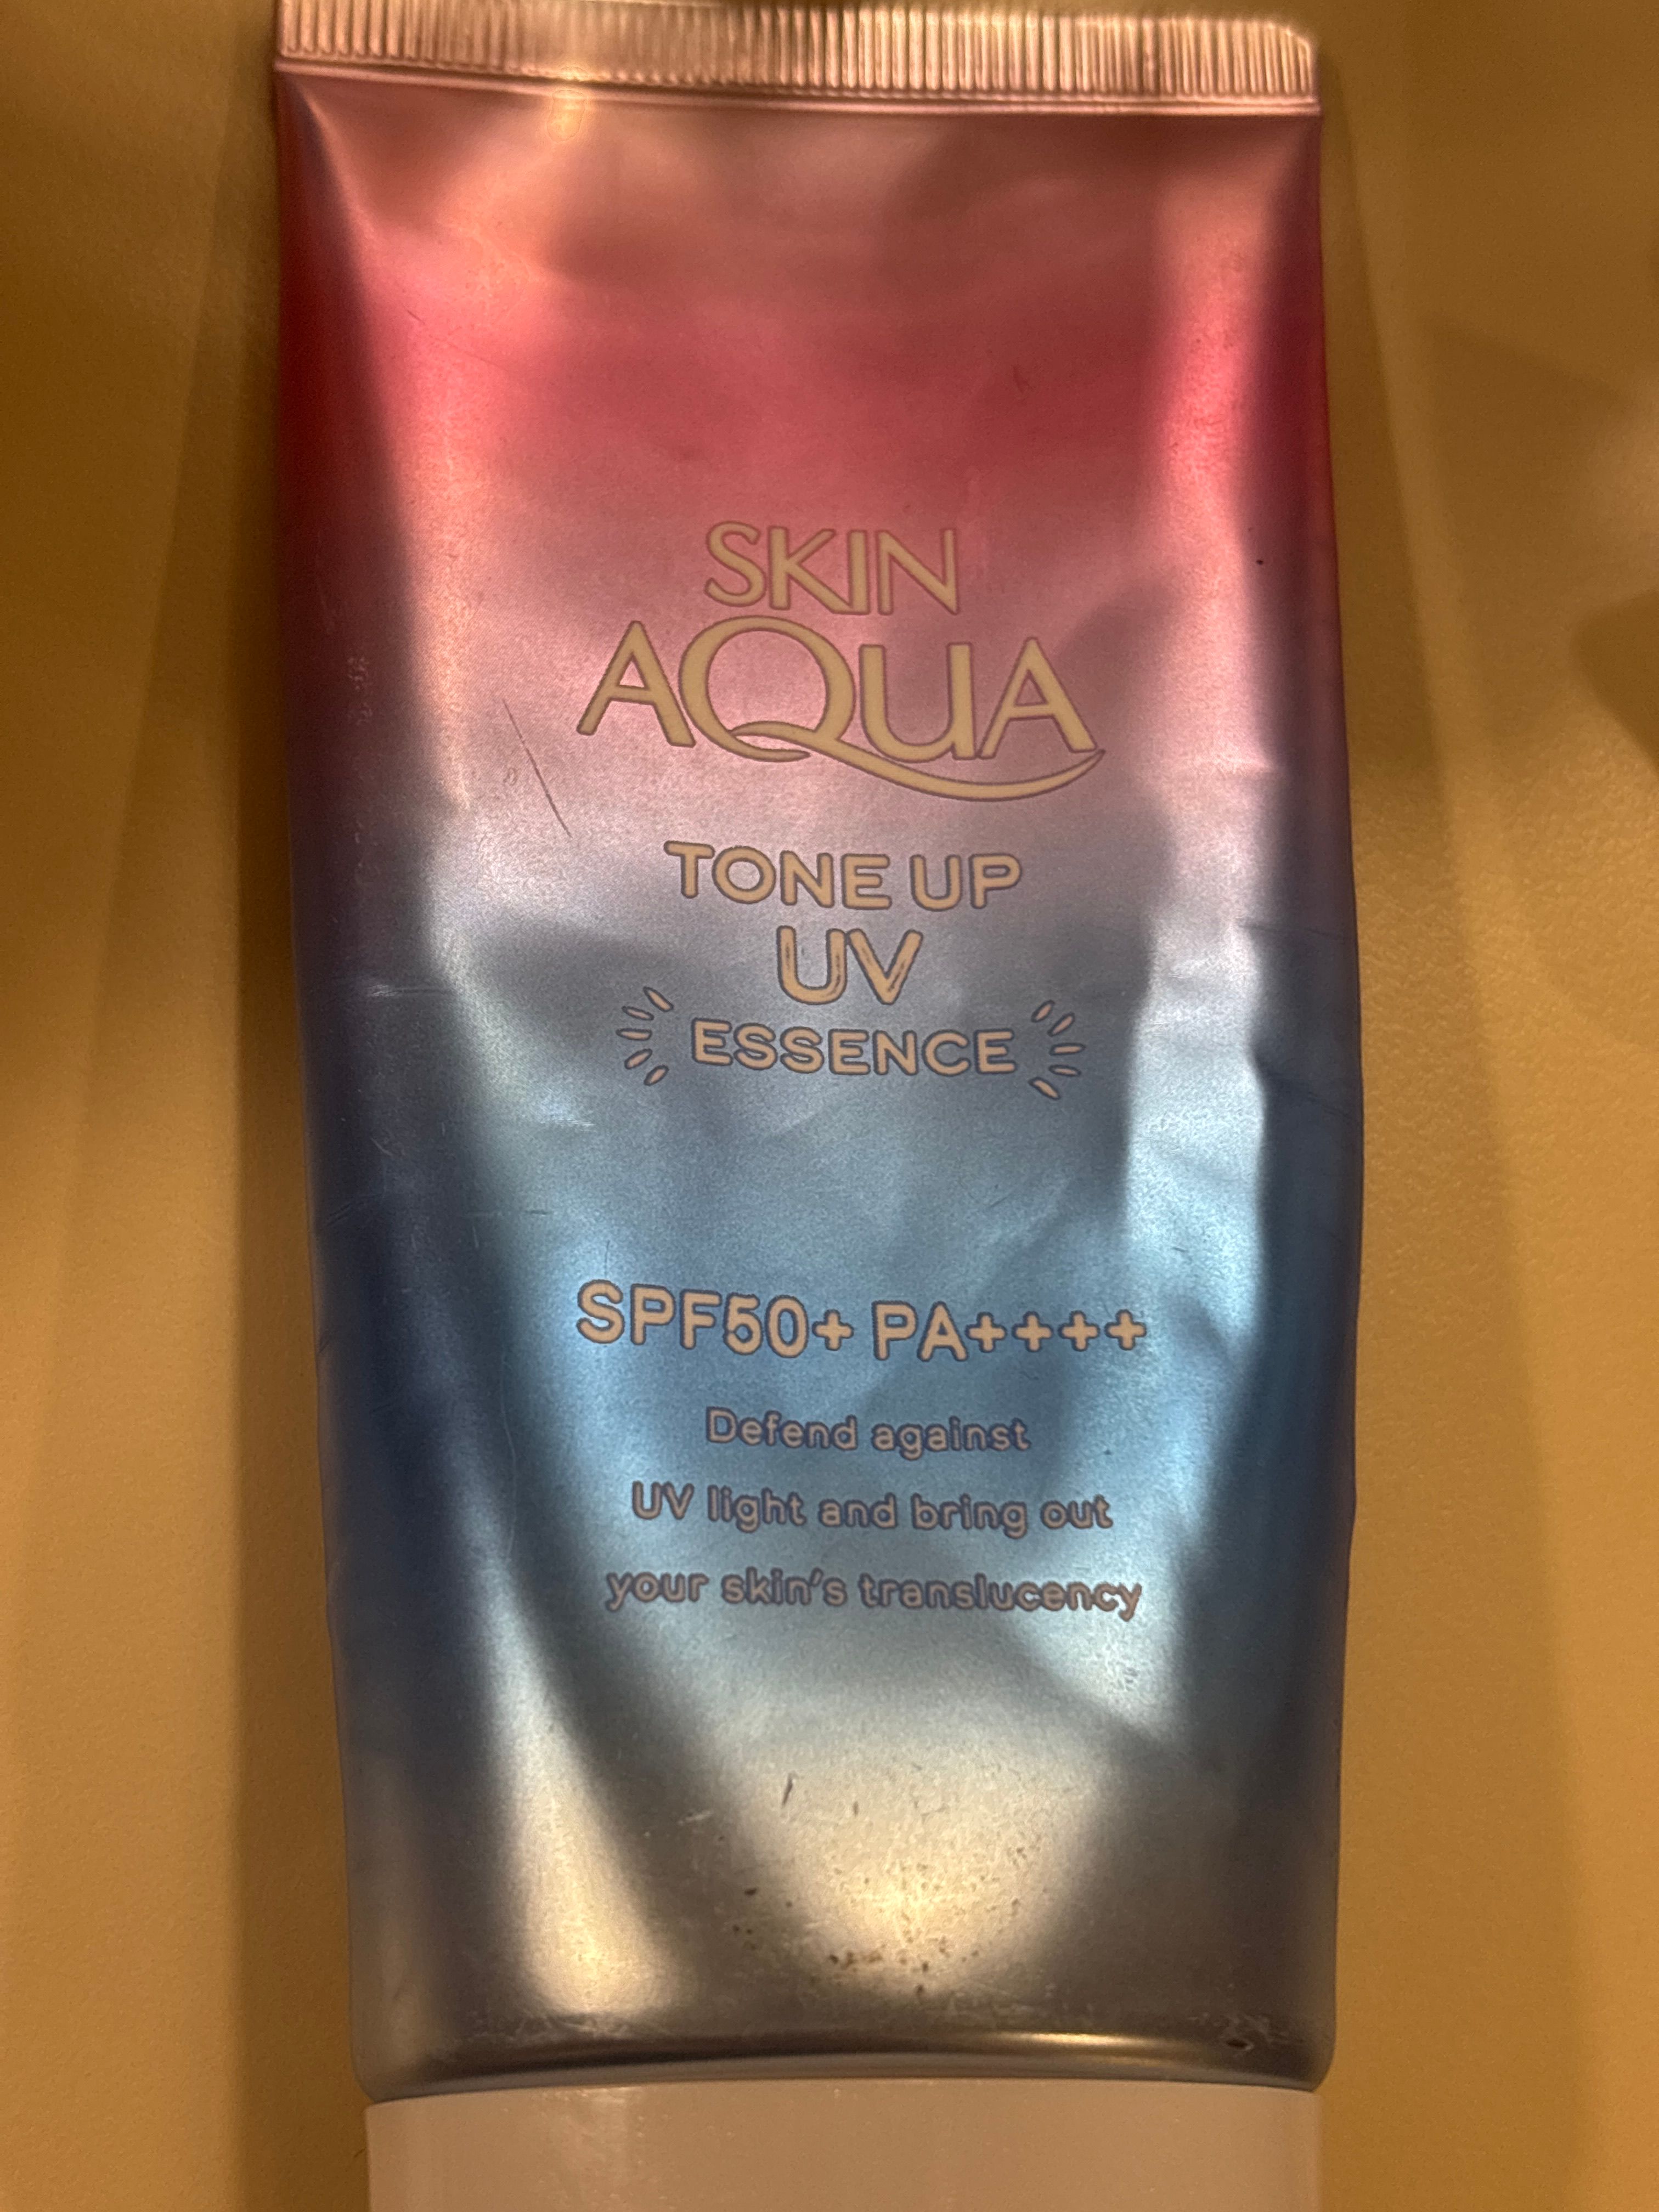 SKIN
AQUA
TONE UP
UV
ESSENCE
SPF50+ PA++++
Defend against
UV light and bring out
your skin's translucency